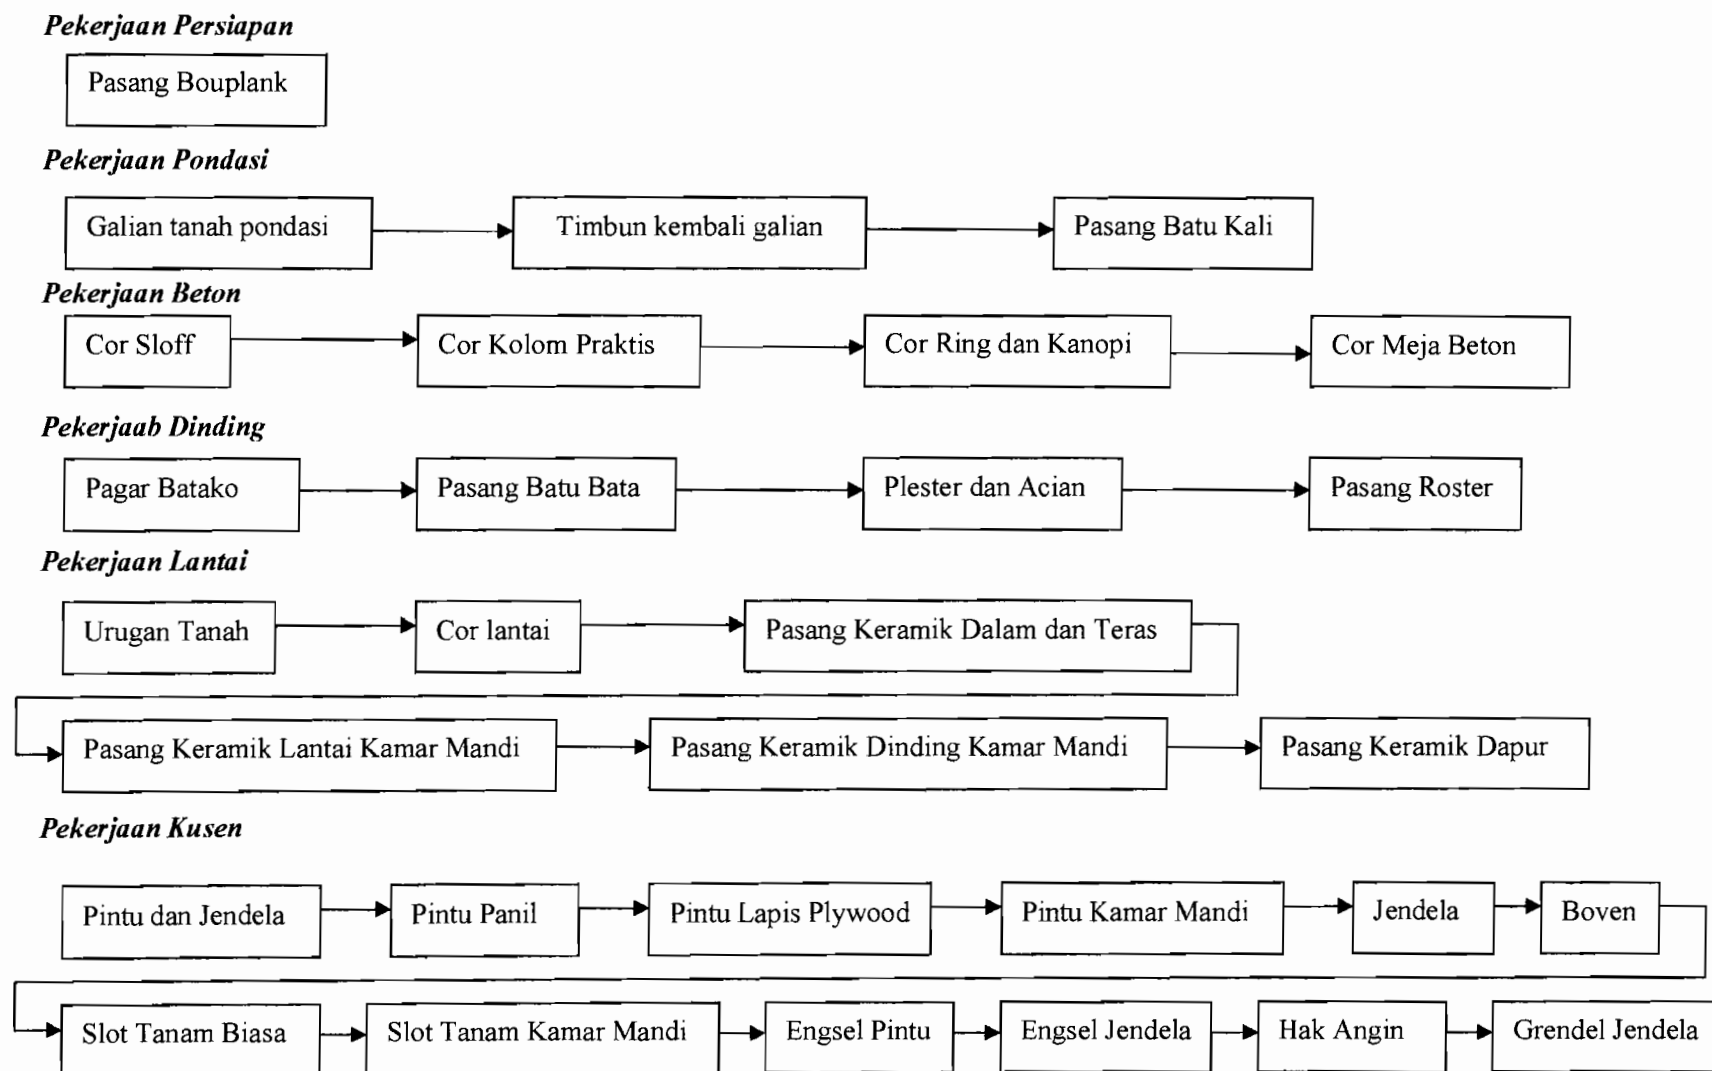 Pekerjaan Persiapan
Pasang Bouplank
Pekerjaan Pondasi
Galian tanah pondasi
Timbun kembali galian
Pasang Batu Kali
Pekerjaan Beton
Cor Sloff
Cor Kolom Praktis
Cor Ring dan Kanopi
Cor Meja Beton
Pekerjaab Dinding
Pagar Batako
Pasang Batu Bata
Plester dan Acian
Pasang Roster
Pekerjaan Lantai
Urugan Tanah
Cor lantai
Pasang Keramik Dalam dan Teras
Pasang Keramik Lantai Kamar Mandi
Pasang Keramik Dinding Kamar Mandi
Pasang Keramik Dapur
Pekerjaan Kusen
Pintu dan Jendela
Pintu Panil
Pintu Lapis Plywood
Pintu Kamar Mandi
Jendela
Boven
Slot Tanam Biasa
Slot Tanam Kamar Mandi
Engsel Pintu
Engsel Jendela
Hak Angin
Grendel Jendela